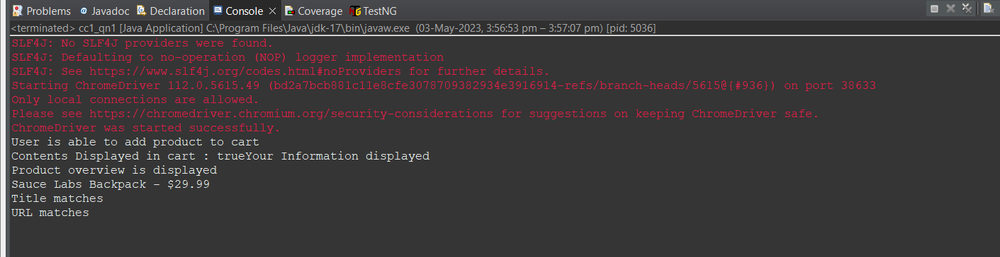 Problems @ Javadoc Declaration Console Coverage TestNG
<terminated> cc1_qn1 [Java Application] C:\Program Files\Java\jdk-17\bin\javaw.exe (03-May-2023, 3:56:53 pm – 3:57:07 pm) [pid: 5036]
SLF4J: No SLF4J providers were found.
SLF4J: Defaulting to no-operation (NOP) logger implementation
SLF4J: See https://www.slf4j.org/codes.html#noProviders for further details.
Starting ChromeDriver 112.0.5615.49 (bd2a7bcb881c11e8cfe3078709382934e3916914-refs/branch-heads/5615@{#936}) on port 38633
Only local connections are allowed.
Please see https://chromedriver.chromium.org/security-considerations for suggestions on keeping ChromeDriver safe.
ChromeDriver was started successfully.
User is able to add product to cart
Contents Displayed in cart : trueYour Information displayed
Product overview is displayed
Sauce Labs Backpack - $29.99
Title matches
URL matches